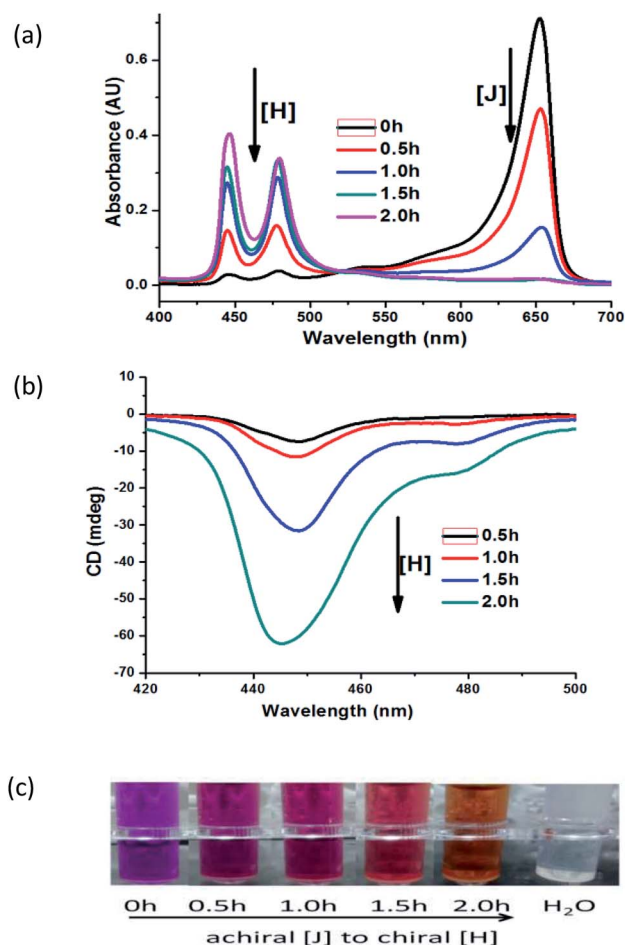 (a)
Absorbance (AU)
0.6
0.4
0.2
0.0
[H]
[J]
0h
0.5h
1.0h
1.5h
2.0h
400 450 500 550 600 650 700
Wavelength (nm)
(b)
CD (mdeg)
10
0
-10
-20
-30
-40
-50
-60
-70
[H]
0.5h
1.0h
1.5h
2.0h
420 440 460 480 500
Wavelength (nm)
(c)
0h 0.5h 1.0h 1.5h 2.0h H₂O
achiral [J] to chiral [H]